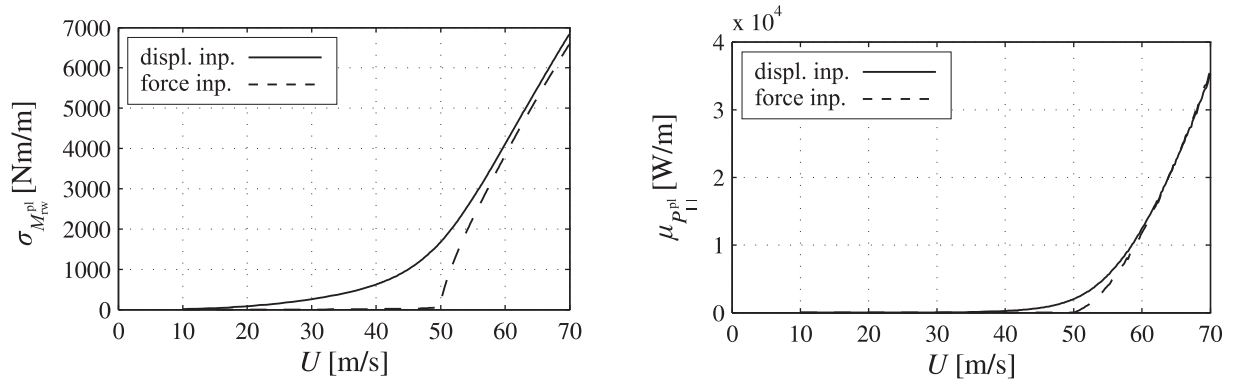 7000
6000
5000
4000
3000
2000
1000
0
displ. inp.
force inp.
σ_{M_{rw}^{pl}} [Nm/m]
0 10 20 30 40 50 60 70
U [m/s]
x 10^4
4
3
2
1
0
displ. inp.
force inp.
μ_{P_{||}^{pl}} [W/m]
0 10 20 30 40 50 60 70
U [m/s]